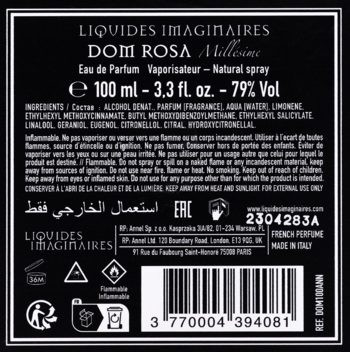 LIQUIDES IMAGINAIRES
DOM ROSA Millésime
Eau de Parfum Vaporisateur – Natural spray
e 100 ml - 3,3 fl. oz. – 79% Vol
INGREDIENTS / Состав : ALCOHOL DENAT., PARFUM (FRAGRANCE), AQUA (WATER), LIMONENE,
ETHYLHEXYL METHOXYCINNAMATE, BUTYL METHOXYDIBENZOYLMETHANE, ETHYLHEXYL SALICYLATE,
LINALOOL, GERANIOL, EUGENOL, CITRONELLOL, CITRAL, HYDROXYCITRONELLAL
Inflammable. Ne pas vaporiser ou verser vers une flamme ou un corps incandescent. Utiliser à l'écart de toutes
flammes, source d'étincelle ou d'ignition. Ne pas fumer. Conserver hors de portée des enfants. Eviter de
vaporiser vers les yeux ou sur une peau irritée. Ne pas utiliser pour un usage autre que celui pour lequel le
produit est destiné. // Flammable. Do not spray or spill on a naked flame or any incandescent material, keep
away from sources of ignition. Do not use near fire, flame or heat. No smoking. Keep out of reach of children.
Keep away from eyes or inflamed skin. Do not use for any purpose other than for which the product is intended.
CONSERVER À L'ABRI DE LA CHALEUR ET DE LA LUMIÈRE. KEEP AWAY FROM HEAT AND SUNLIGHT FOR EXTERNAL USE ONLY
استعمال الخارجي فقط
EAC
www.liquidesimaginaires.com
2304283A
LIQUIDES
IMAGINAIRES
RP: Annel Sp. z o.o. Kasprzaka 31A/82, 01-234 Warsaw, PL
RP: Annel Ltd. 120 Boundary Road, London, E13 9QG, UK
91 Rue du Faubourg Saint-Honoré 75008 PARIS
FRENCH PERFUME
MADE IN FRANCE
36M
Flammable
Inflammable
FR
REF. DOM100ANN
3 770004 394081